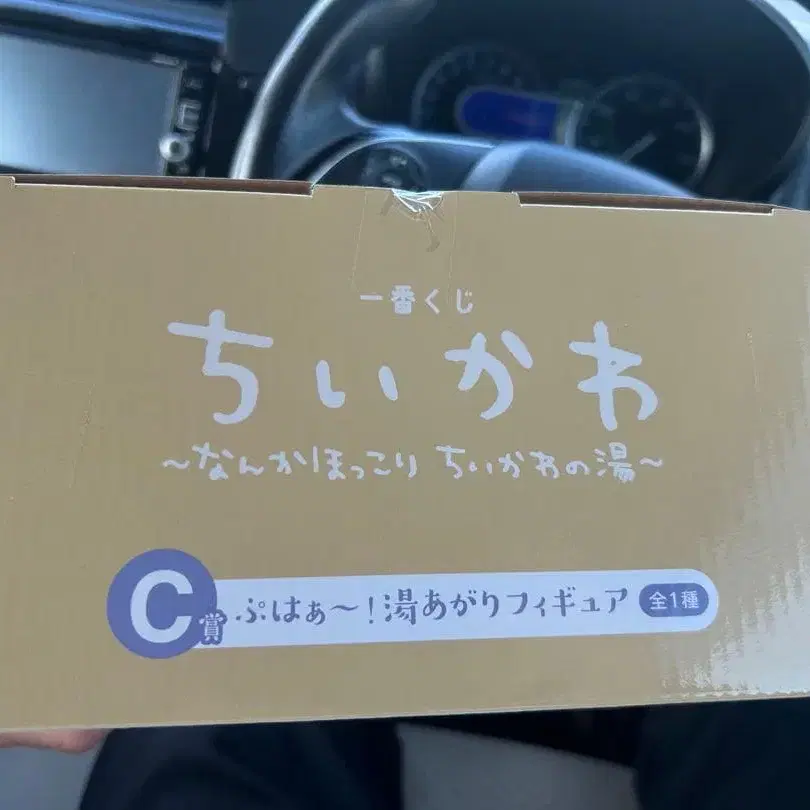 一番くじ
ちいかわ
～なんかほっこり ちいかわの湯～
C賞 ぷはぁ～！湯あがりフィギュア 全1種